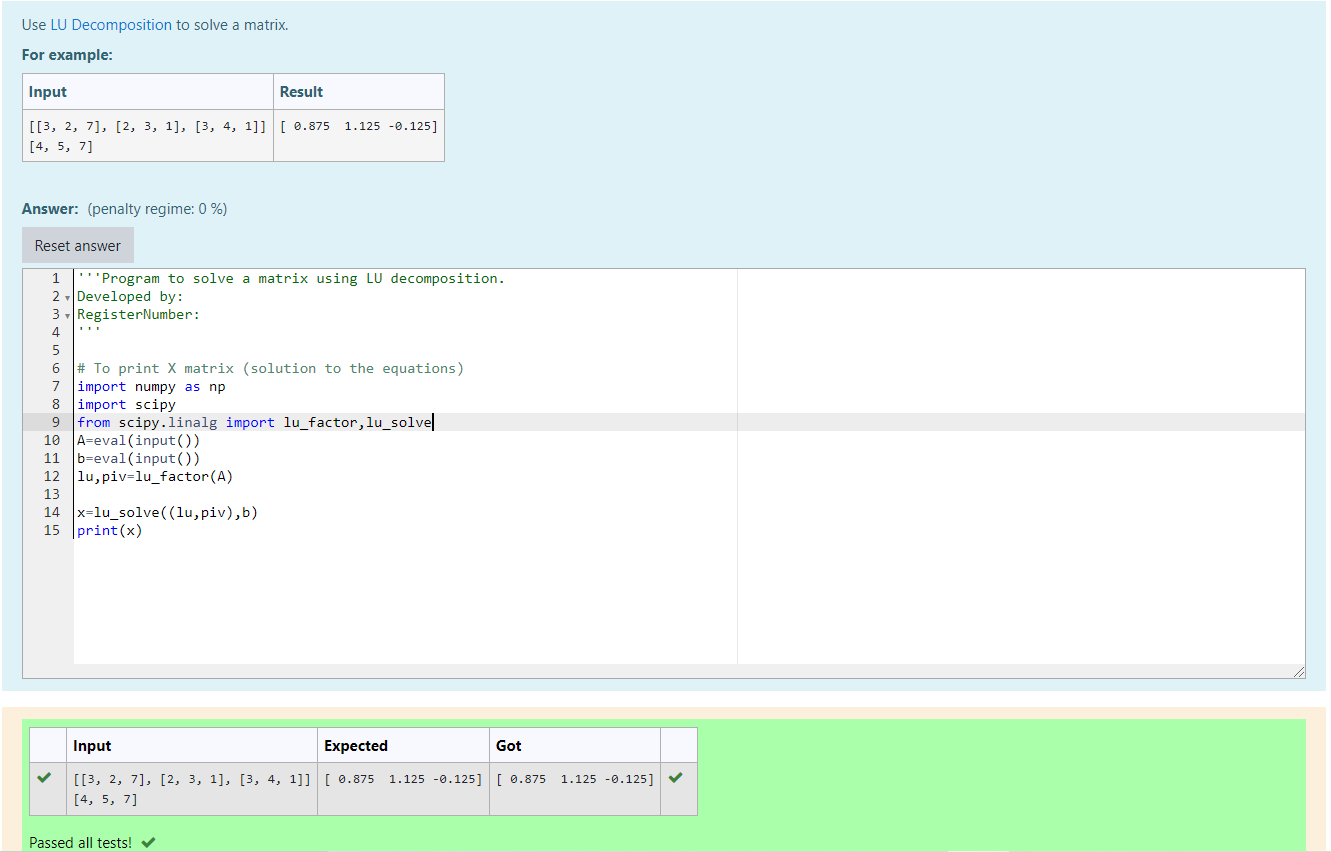 Use LU Decomposition to solve a matrix.
For example:
Input Result
[[3, 2, 7], [2, 3, 1], [3, 4, 1]] [ 0.875  1.125 -0.125]
[4, 5, 7]
Answer: (penalty regime: 0 %)
Reset answer
1 '''Program to solve a matrix using LU decomposition.
2 Developed by:
3 RegisterNumber:
4 '''
5
6 # To print X matrix (solution to the equations)
7 import numpy as np
8 import scipy
9 from scipy.linalg import lu_factor,lu_solve
10 A=eval(input())
11 b=eval(input())
12 lu,piv=lu_factor(A)
13
14 x=lu_solve((lu,piv),b)
15 print(x)
Input Expected Got
[[3, 2, 7], [2, 3, 1], [3, 4, 1]] [ 0.875  1.125 -0.125] [ 0.875  1.125 -0.125]
[4, 5, 7]
Passed all tests!